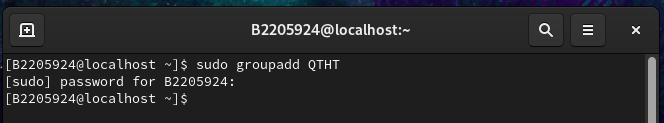 B2205924@localhost:~
[B2205924@localhost ~]$ sudo groupadd QTHT
[sudo] password for B2205924:
[B2205924@localhost ~]$